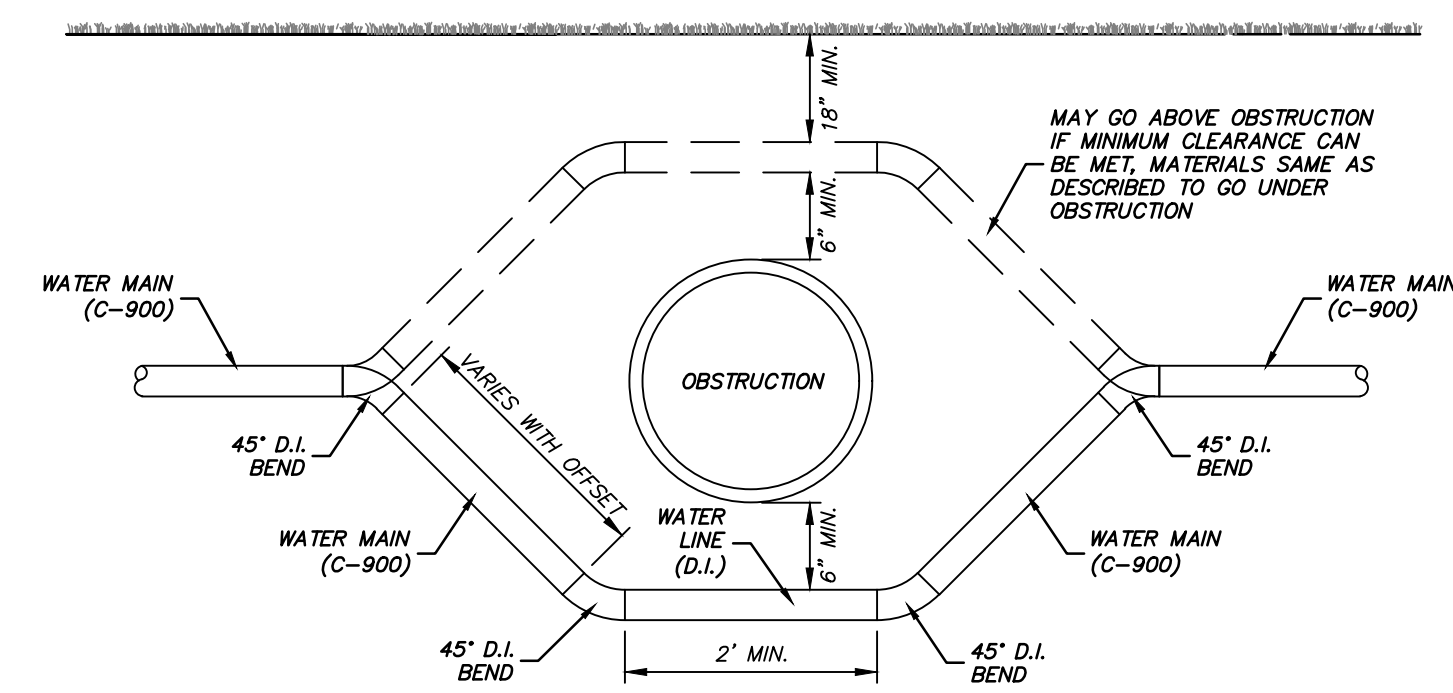 18" MIN.
MAY GO ABOVE OBSTRUCTION
IF MINIMUM CLEARANCE CAN
BE MET, MATERIALS SAME AS
DESCRIBED TO GO UNDER
OBSTRUCTION
6" MIN.
WATER MAIN
(C-900)
WATER MAIN
(C-900)
OBSTRUCTION
VARIES WITH OFFSET
45° D.I.
BEND
45° D.I.
BEND
WATER MAIN
(C-900)
WATER
LINE
(D.I.)
6" MIN.
WATER MAIN
(C-900)
45° D.I.
BEND
2' MIN.
45° D.I.
BEND